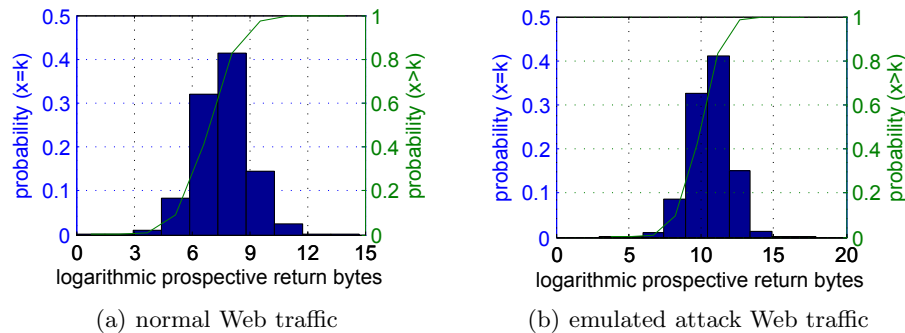 0.5
0.4
0.3
0.2
0.1
0
probability (x=k)
0 3 6 9 12 15
logarithmic prospective return bytes
1
0.8
0.6
0.4
0.2
0
probability (x>k)
(a) normal Web traffic
0.5
0.4
0.3
0.2
0.1
0
probability (x=k)
0 5 10 15 20
logarithmic prospective return bytes
1
0.8
0.6
0.4
0.2
0
probability (x>k)
(b) emulated attack Web traffic